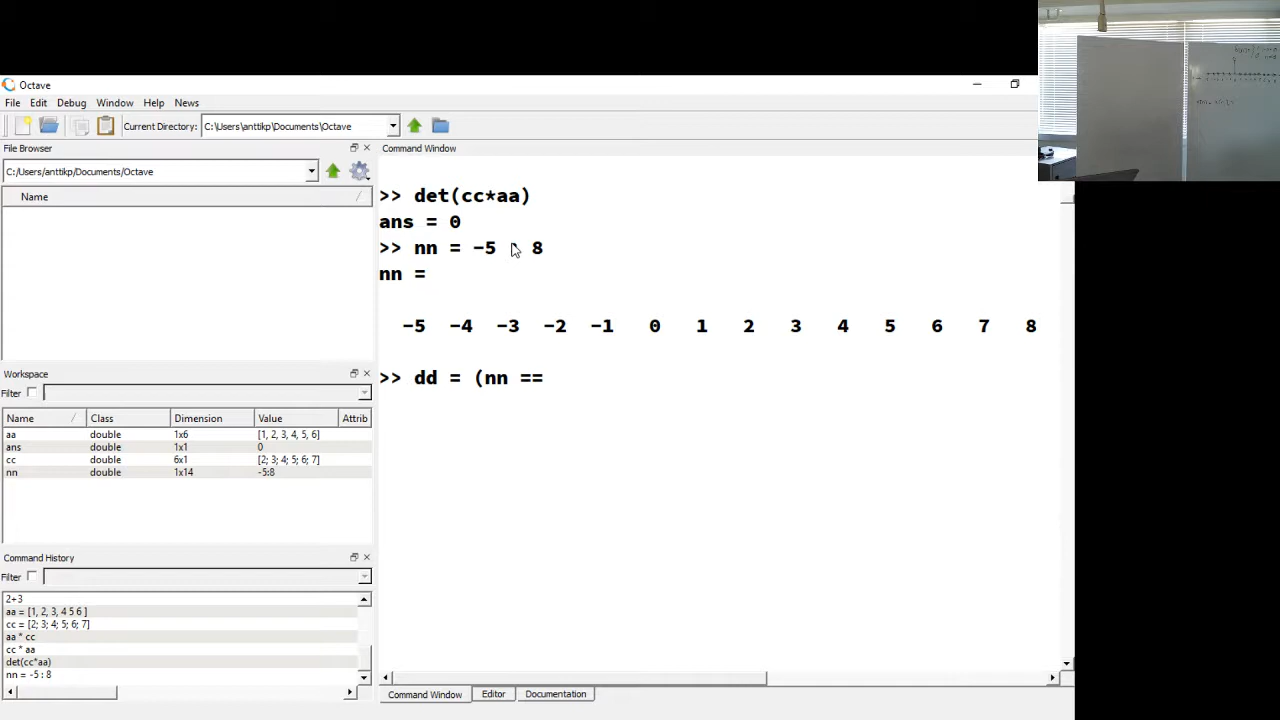 Octave
File Edit Debug Window Help News
Current Directory: C:\Users\anttikp\Documents\Octave
File Browser
C:/Users/anttikp/Documents/Octave
Name
Workspace
Filter
Name Class Dimension Value Attrib
aa double 1x6 [1, 2, 3, 4, 5, 6]
ans double 1x1 0
cc double 6x1 [2; 3; 4; 5; 6; 7]
nn double 1x14 -5:8
Command History
Filter
2+3
aa = [1, 2, 3, 4 5 6 ]
cc = [2; 3; 4; 5; 6; 7]
aa * cc
cc * aa
det(cc*aa)
nn = -5 : 8
Command Window
>> det(cc*aa)
ans = 0
>> nn = -5 : 8
nn =
-5 -4 -3 -2 -1 0 1 2 3 4 5 6 7 8
>> dd = (nn ==
Command Window Editor Documentation